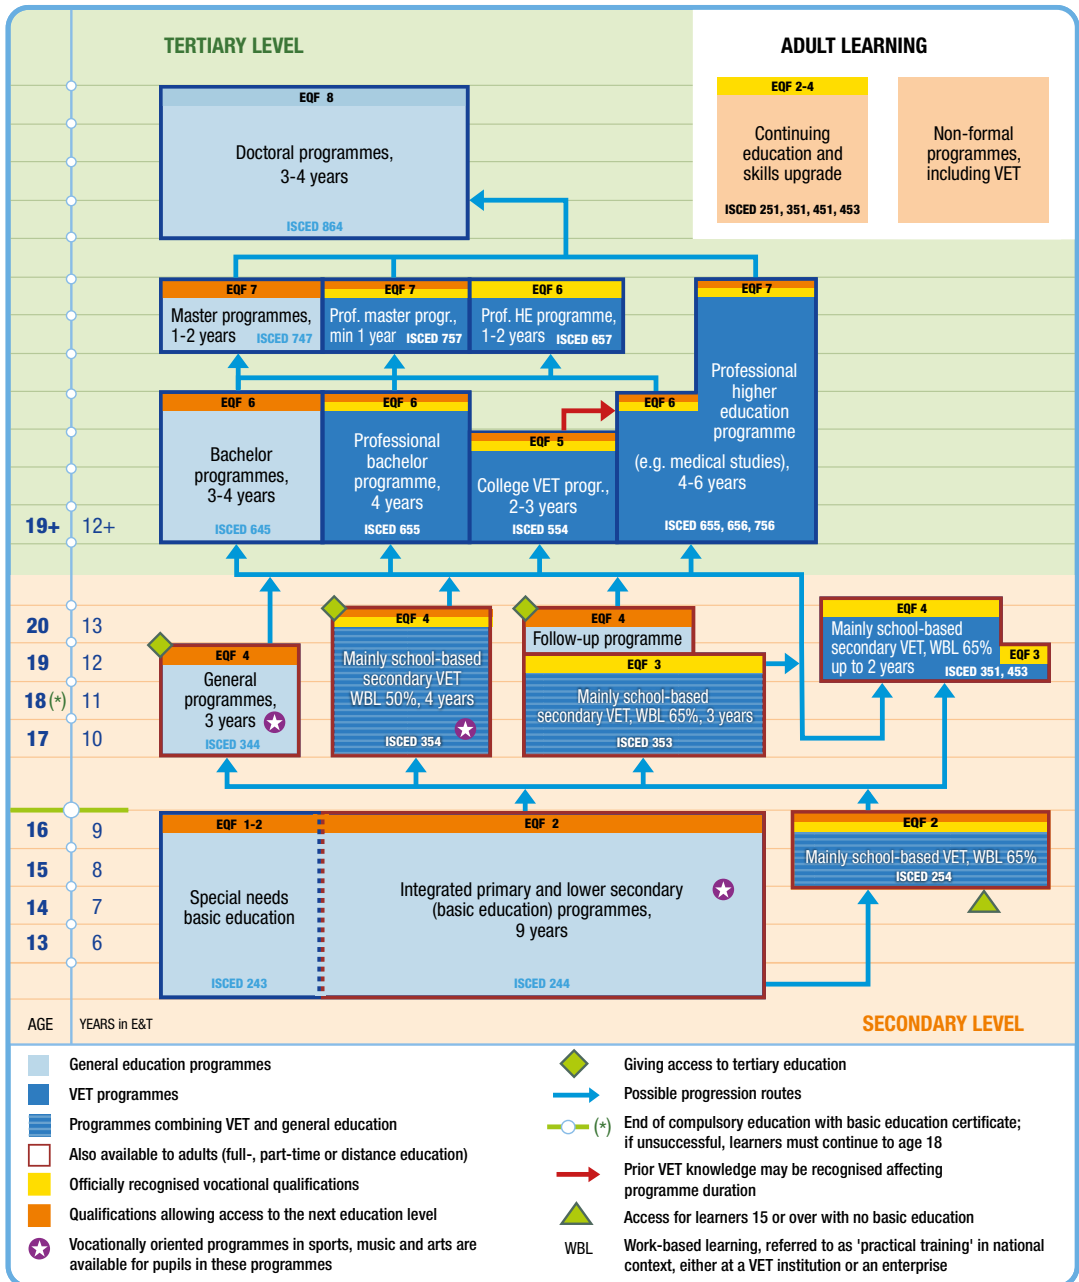 TERTIARY LEVEL
ADULT LEARNING
EQF 2-4
Continuing
education and
skills upgrade
ISCED 251, 351, 451, 453
Non-formal
programmes,
including VET
EQF 8
Doctoral programmes,
3-4 years
ISCED 864
EQF 7
Master programmes,
1-2 years ISCED 747
EQF 7
Prof. master progr.,
min 1 year ISCED 757
EQF 6
Prof. HE programme,
1-2 years ISCED 657
EQF 7
Professional
higher
education
programme
EQF 6
(e.g. medical studies),
4-6 years
ISCED 655, 656, 756
EQF 6
Bachelor
programmes,
3-4 years
ISCED 645
EQF 6
Professional
bachelor
programme,
4 years
ISCED 655
EQF 5
College VET progr.,
2-3 years
ISCED 554
19+ 12+
20 13
19 12
18 (*) 11
17 10
EQF 4
General
programmes,
3 years
ISCED 344
EQF 4
Mainly school-based
secondary VET
WBL 50%, 4 years
ISCED 354
EQF 4
Follow-up programme
EQF 3
Mainly school-based
secondary VET, WBL 65%, 3 years
ISCED 353
EQF 4
Mainly school-based
secondary VET, WBL 65%
up to 2 years
EQF 3
ISCED 351, 453
16 9
15 8
14 7
13 6
EQF 1-2
Special needs
basic education
ISCED 243
EQF 2
Integrated primary and lower secondary
(basic education) programmes,
9 years
ISCED 244
EQF 2
Mainly school-based VET, WBL 65%
ISCED 254
AGE YEARS in E&T
SECONDARY LEVEL
General education programmes
VET programmes
Programmes combining VET and general education
Also available to adults (full-, part-time or distance education)
Officially recognised vocational qualifications
Qualifications allowing access to the next education level
Vocationally oriented programmes in sports, music and arts are
available for pupils in these programmes
Giving access to tertiary education
Possible progression routes
(*) End of compulsory education with basic education certificate;
if unsuccessful, learners must continue to age 18
Prior VET knowledge may be recognised affecting
programme duration
Access for learners 15 or over with no basic education
WBL Work-based learning, referred to as 'practical training' in national
context, either at a VET institution or an enterprise